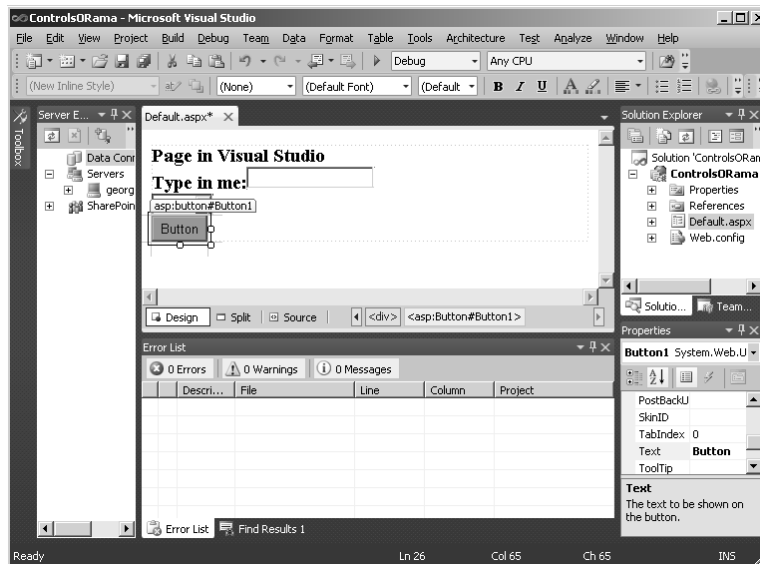 ControlsORama - Microsoft Visual Studio
File Edit View Project Build Debug Team Data Format Table Tools Architecture Test Analyze Window Help
Debug Any CPU
(New Inline Style) (None) (Default Font) (Default B I U A
Toolbox
Server E...
Data Conr
Servers
georg
SharePoin
Default.aspx*
Page in Visual Studio
Type in me:
asp:button#Button1
Button
Design Split Source <div> <asp:Button#Button1>
Error List
0 Errors 0 Warnings 0 Messages
Descri... File Line Column Project
Error List Find Results 1
Solution Explorer
Solution 'ControlsORan
ControlsORama
Properties
References
Default.aspx
Web.config
Solutio... Team...
Properties
Button1 System.Web.U
PostBackU
SkinID
TabIndex 0
Text Button
ToolTip
Text
The text to be shown on
the button.
Ready Ln 26 Col 65 Ch 65 INS